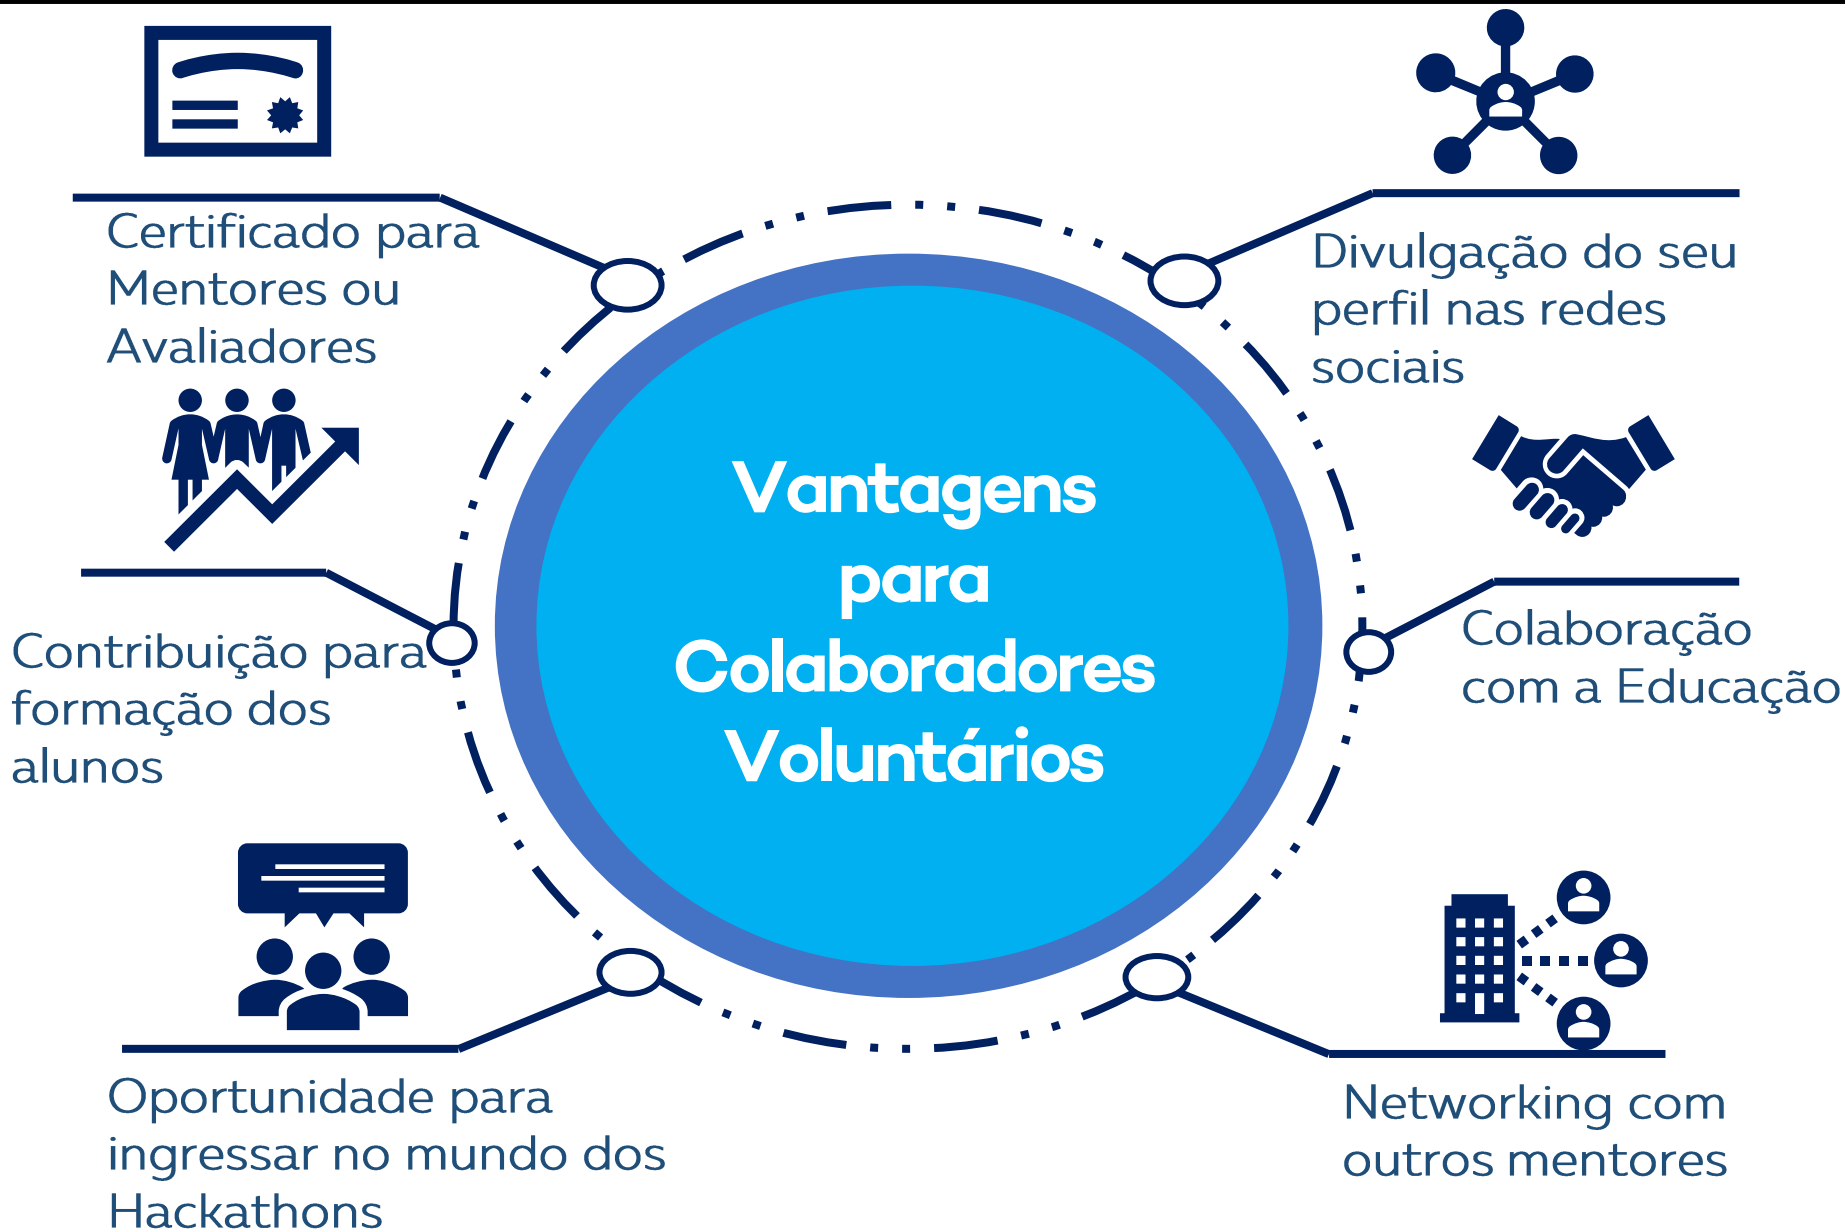 Certificado para
Mentores ou
Avaliadores
Divulgação do seu
perfil nas redes
sociais
Vantagens
para
Colaboradores
Voluntários
Contribuição para
formação dos
alunos
Colaboração
com a Educação
Oportunidade para
ingressar no mundo dos
Hackathons
Networking com
outros mentores